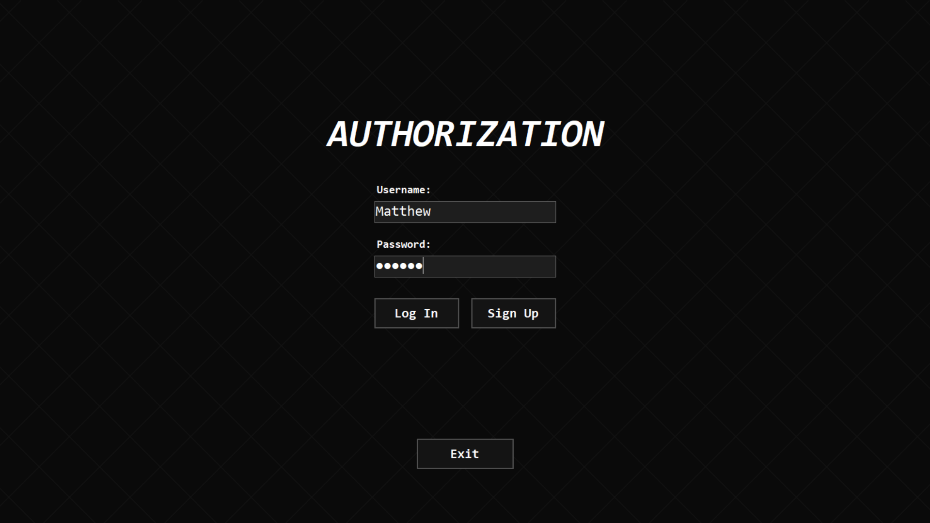 AUTHORIZATION
Username:
Matthew
Password:
●●●●●●
Log In Sign Up
Exit